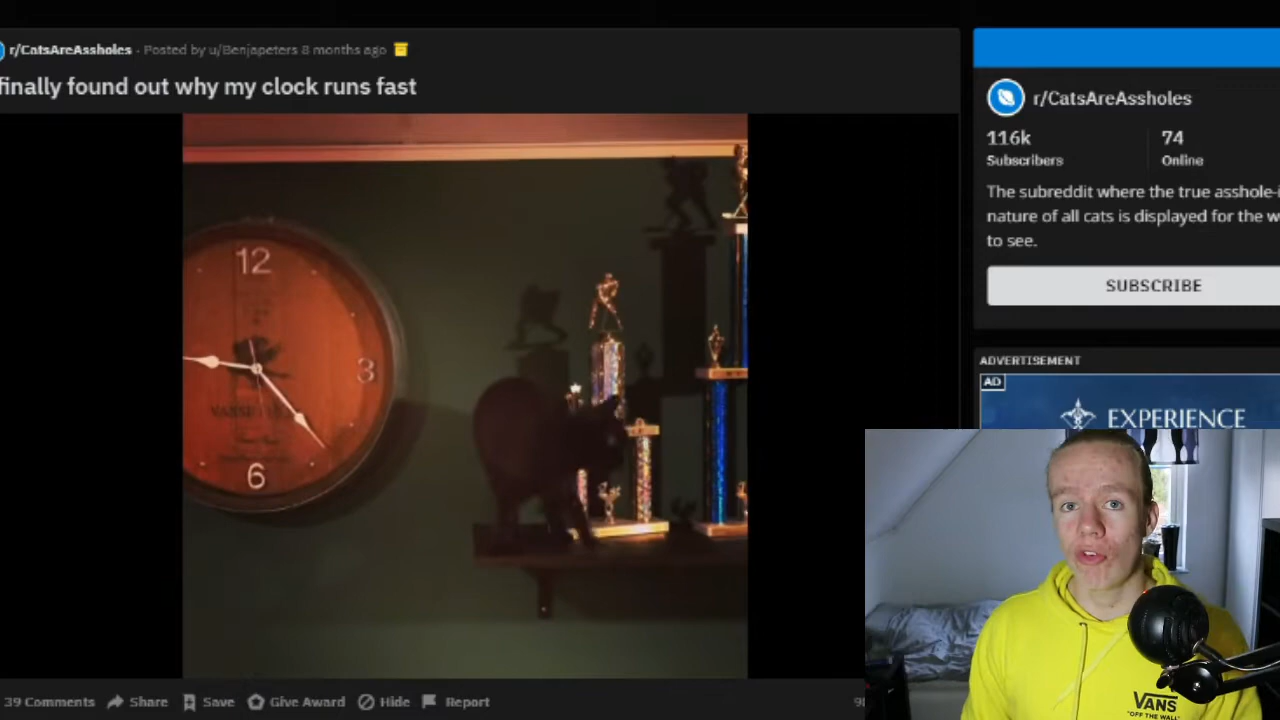 r/CatsAreAssholes · Posted by u/Benjapeters 8 months ago
finally found out why my clock runs fast
12
3
6
39 Comments Share Save Give Award Hide Report
r/CatsAreAssholes
116k
74
Subscribers
Online
The subreddit where the true asshole-
nature of all cats is displayed for the w
to see.
SUBSCRIBE
ADVERTISEMENT
AD
EXPERIENCE
VANS
"OFF THE WALL"